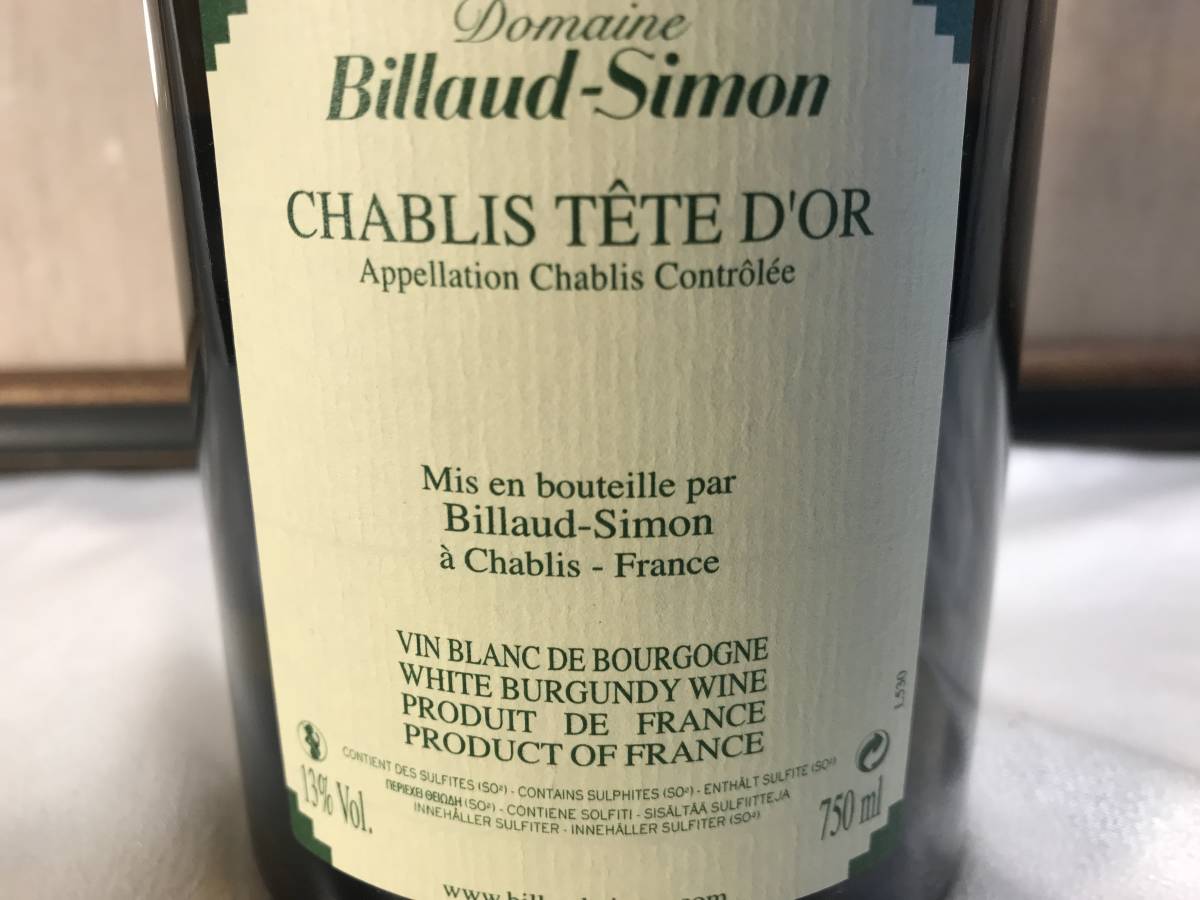 Domaine
Billaud-Simon
CHABLIS TÊTE D'OR
Appellation Chablis Contrôlée
Mis en bouteille par
Billaud-Simon
à Chablis - France
VIN BLANC DE BOURGOGNE
WHITE BURGUNDY WINE
PRODUIT DE FRANCE
PRODUCT OF FRANCE
CONTIENT DES SULFITES (SO²) - CONTAINS SULPHITES (SO²) - ENTHÄLT SULFITE (SO²)
ΠΕΡΙΕΧΕΙ ΘΕΙΩΔΗ (SO²) - CONTIENE SOLFITI - SISÄLTÄÄ SULFIITTEJA
INNEHÅLLER SULFITER - INNEHÅLLER SULFITER (SO²)
13% Vol.
750 ml
L530